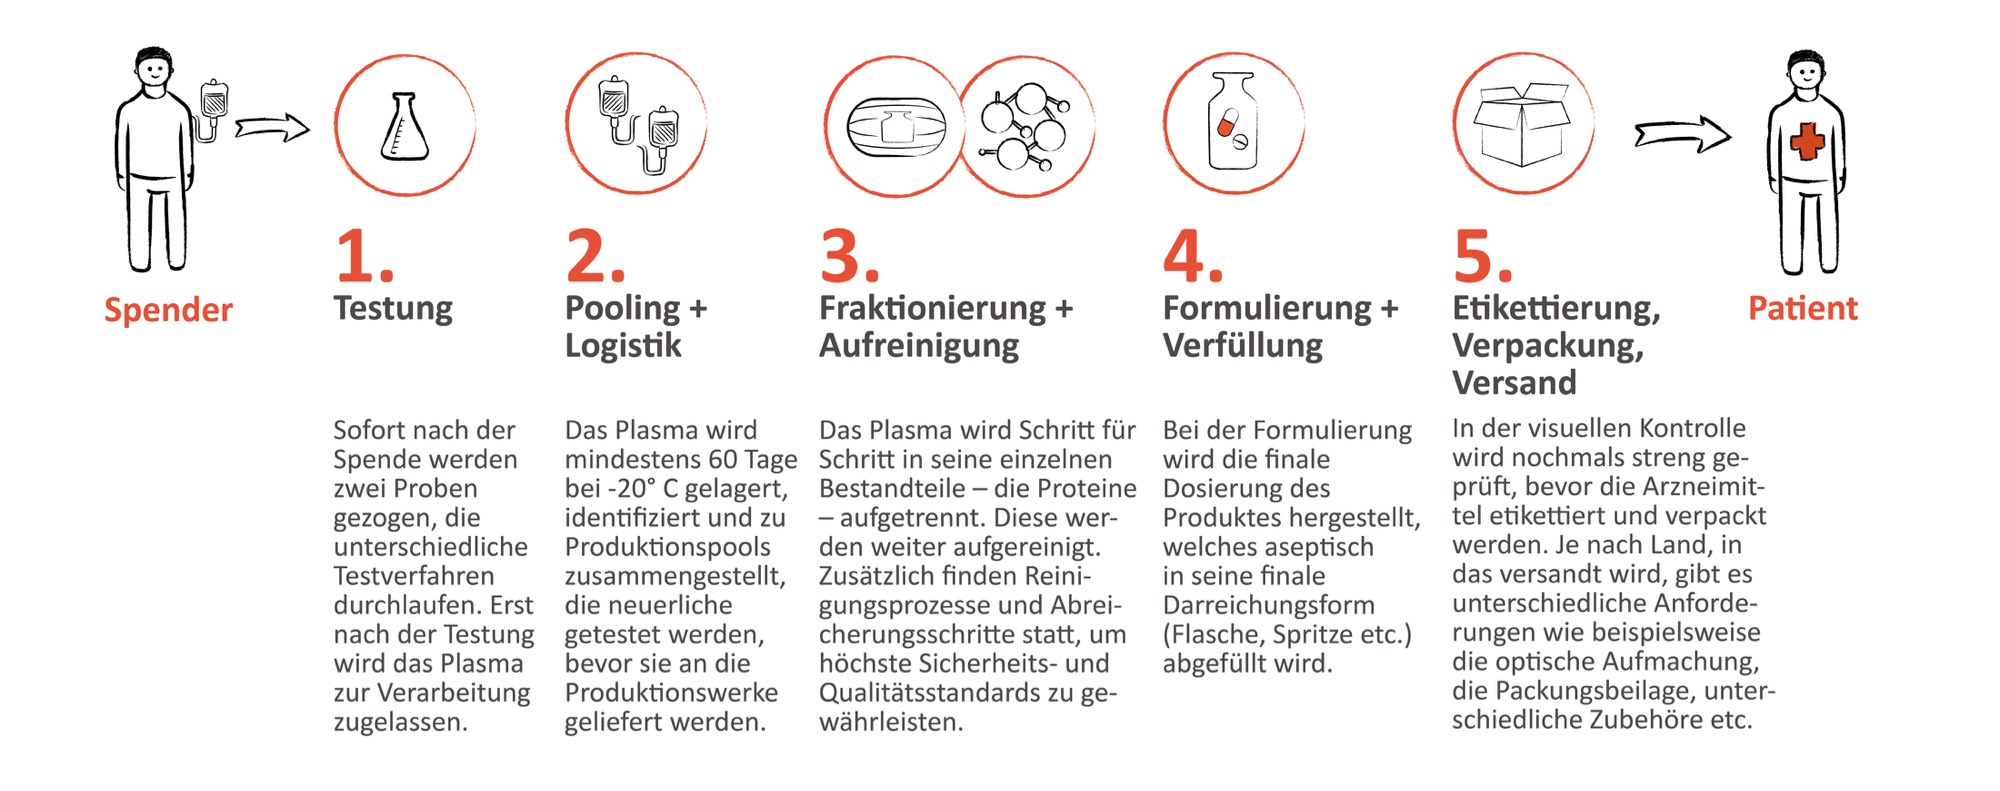 Spender
1.
Testung
Sofort nach der
Spende werden
zwei Proben
gezogen, die
unterschiedliche
Testverfahren
durchlaufen. Erst
nach der Testung
wird das Plasma
zur Verarbeitung
zugelassen.
2.
Pooling +
Logistik
Das Plasma wird
mindestens 60 Tage
bei -20° C gelagert,
identifiziert und zu
Produktionspools
zusammengestellt,
die neuerliche
getestet werden,
bevor sie an die
Produktionswerke
geliefert werden.
3.
Fraktionierung +
Aufreinigung
Das Plasma wird Schritt für
Schritt in seine einzelnen
Bestandteile – die Proteine
– aufgetrennt. Diese wer-
den weiter aufgereinigt.
Zusätzlich finden Reini-
gungsprozesse und Abrei-
cherungsschritte statt, um
höchste Sicherheits- und
Qualitätsstandards zu ge-
währleisten.
4.
Formulierung +
Verfüllung
Bei der Formulierung
wird die finale
Dosierung des
Produktes hergestellt,
welches aseptisch
in seine finale
Darreichungsform
(Flasche, Spritze etc.)
abgefüllt wird.
5.
Etikettierung,
Verpackung,
Versand
In der visuellen Kontrolle
wird nochmals streng ge-
prüft, bevor die Arzneimit-
tel etikettiert und verpackt
werden. Je nach Land, in
das versandt wird, gibt es
unterschiedliche Anforde-
rungen wie beispielsweise
die optische Aufmachung,
die Packungsbeilage, unter-
schiedliche Zubehöre etc.
Patient